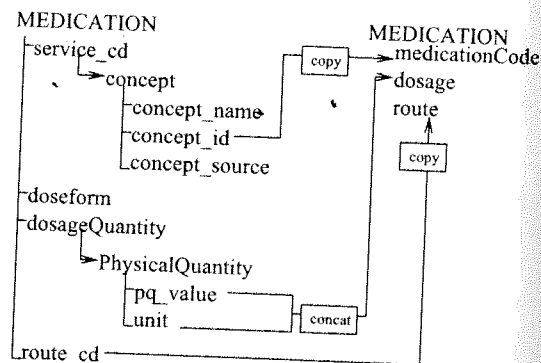 MEDICATION
service_cd
concept
concept_name
concept_id
concept_source
doseform
dosageQuantity
PhysicalQuantity
pq_value
unit
route_cd
copy
concat
MEDICATION
medicationCode
dosage
route
copy